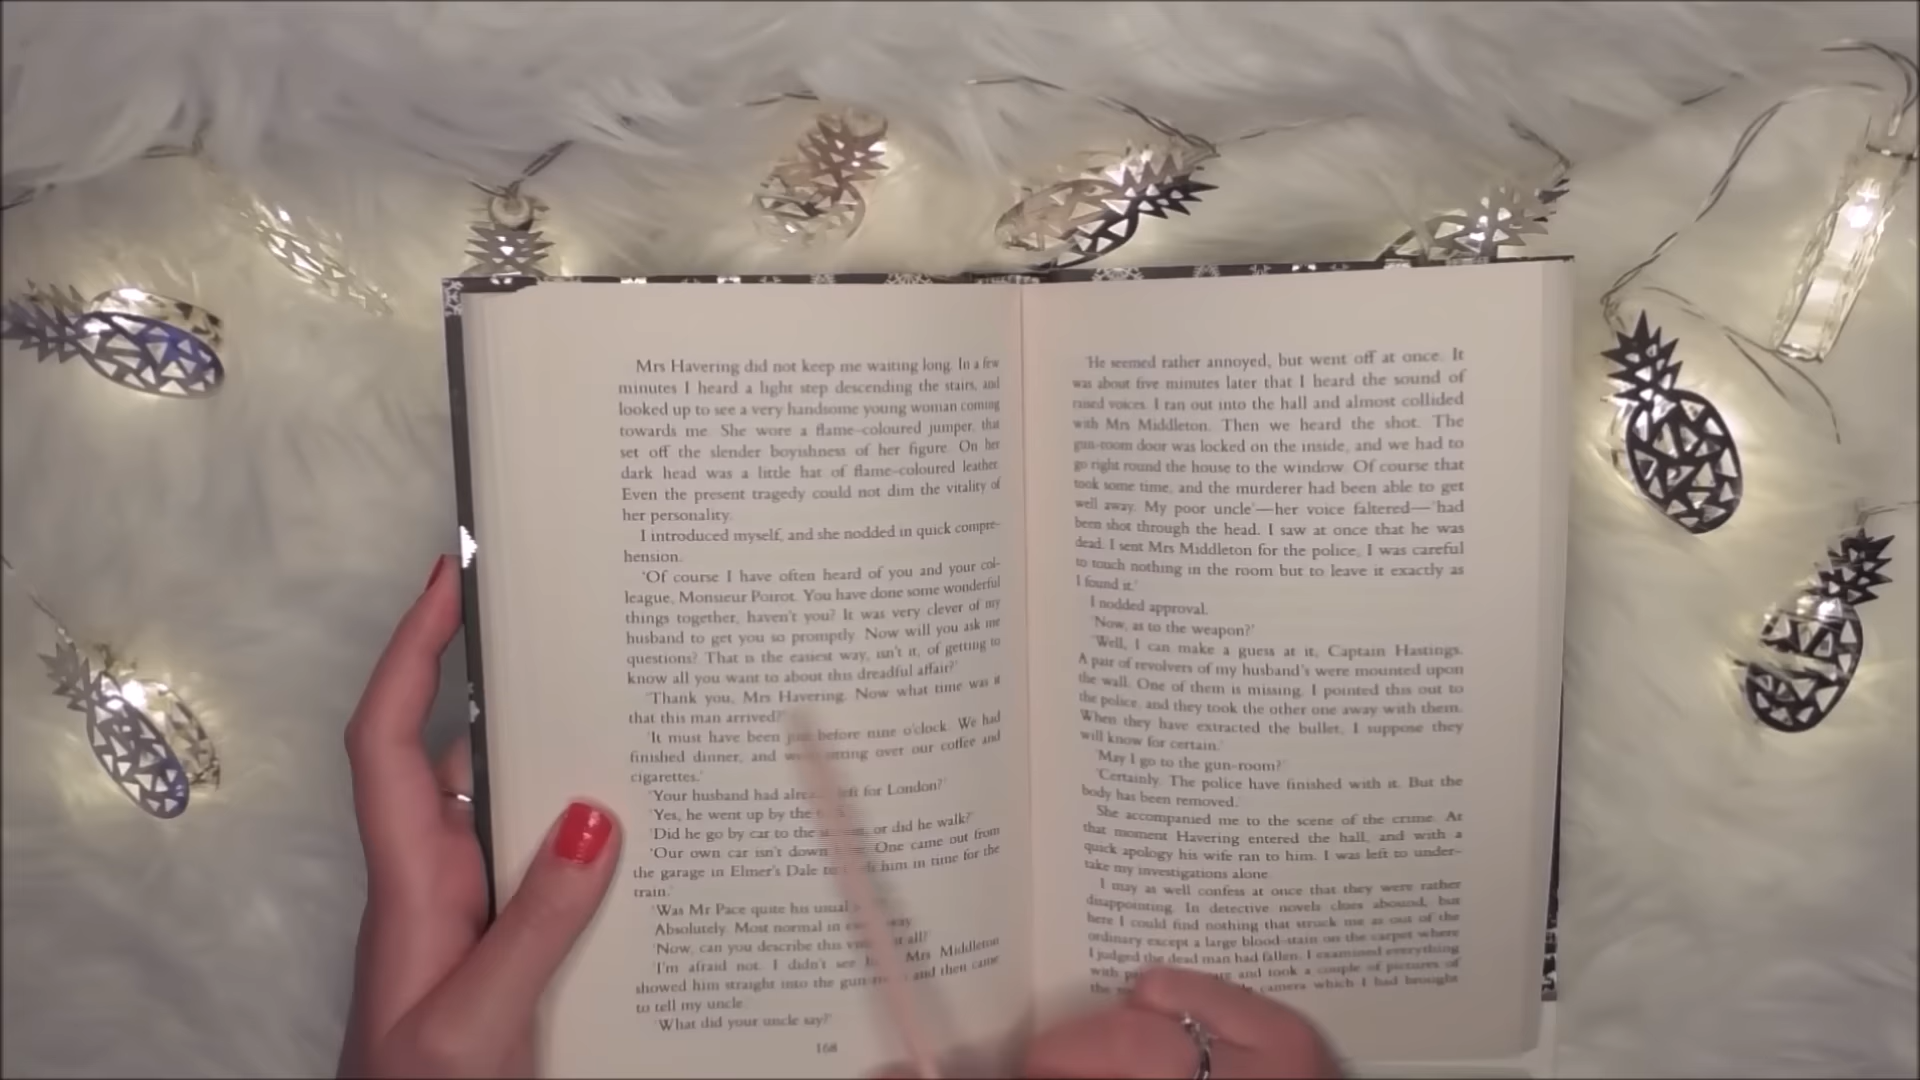 Mrs Havering did not keep me waiting long. In a few
minutes I heard a light step descending the stairs, and
looked up to see a very handsome young woman coming
towards me. She wore a flame-coloured jumper, that
set off the slender boyishness of her figure. On her
dark head was a little hat of flame-coloured leather.
Even the present tragedy could not dim the vitality of
her personality.
I introduced myself, and she nodded in quick compre-
hension.
'Of course I have often heard of you and your col-
league, Monsieur Poirot. You have done some wonderful
things together, haven't you? It was very clever of my
husband to get you so promptly. Now will you ask me
questions? That is the easiest way, isn't it, of getting to
know all you want to about this dreadful affair?'
'Thank you, Mrs Havering. Now what time was it
that this man arrived?'
'It must have been before nine o'clock. We had
finished dinner, and over our coffee and
cigarettes.'
'Your husband had for London?'
'Yes, he went up by the
'Did he go by car to the or did he walk?'
'Our own car isn't down One came out from
the garage in Elmer's Dale to him in time for the
train.'
'Was Mr Pace quite his usual
'Absolutely. Most normal in way.
'Now, can you describe this at all?'
'I'm afraid not. I didn't see Mrs Middleton
showed him straight into the and then came
to tell my uncle.'
'What did your uncle say?'
168
'He seemed rather annoyed, but went off at once. It
was about five minutes later that I heard the sound of
raised voices. I ran out into the hall and almost collided
with Mrs Middleton. Then we heard the shot. The
gun-room door was locked on the inside, and we had to
go right round the house to the window. Of course that
took some time, and the murderer had been able to get
well away. My poor uncle'—her voice faltered—'had
been shot through the head. I saw at once that he was
dead. I sent Mrs Middleton for the police, I was careful
to touch nothing in the room but to leave it exactly as
I found it.'
I nodded approval.
'Now, as to the weapon?'
'Well, I can make a guess at it, Captain Hastings.
A pair of revolvers of my husband's were mounted upon
the wall. One of them is missing. I pointed this out to
the police, and they took the other one away with them.
When they have extracted the bullet, I suppose they
will know for certain.'
'May I go to the gun-room?'
'Certainly. The police have finished with it. But the
body has been removed.'
She accompanied me to the scene of the crime. At
that moment Havering entered the hall, and with a
quick apology his wife ran to him. I was left to under-
take my investigations alone.
I may as well confess at once that they were rather
disappointing. In detective novels clues abound, but
here I could find nothing that struck me as out of the
ordinary except a large blood-stain on the carpet where
I judged the dead man had fallen. I examined everything
with and took a couple of pictures of
the camera which I had brought